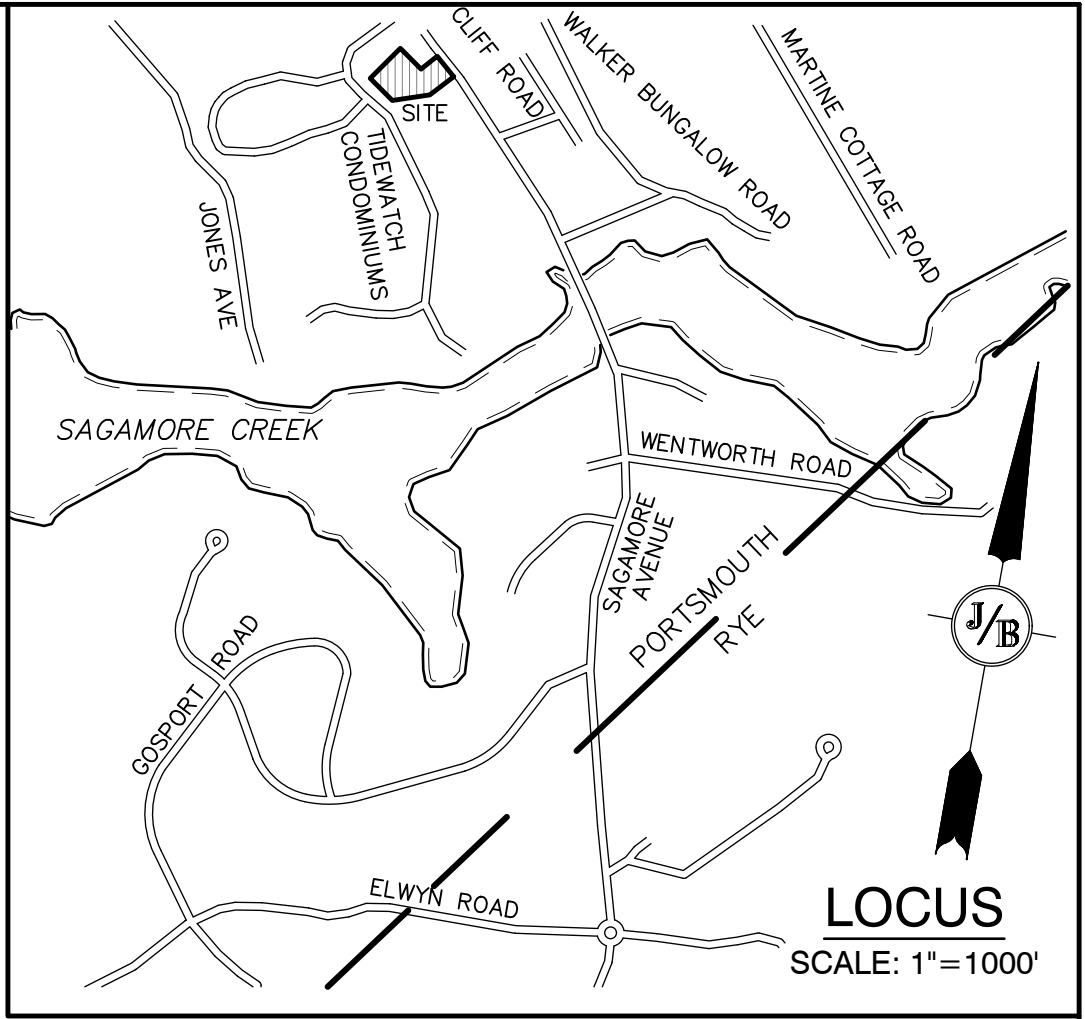 CLIFF ROAD
WALKER BUNGALOW ROAD
MARTINE COTTAGE ROAD
SITE
TIDEWATCH
CONDOMINIUMS
JONES AVE
SAGAMORE CREEK
WENTWORTH ROAD
SAGAMORE
AVENUE
PORTSMOUTH
RYE
J/B
GOSPORT ROAD
ELWYN ROAD
LOCUS
SCALE: 1"=1000'